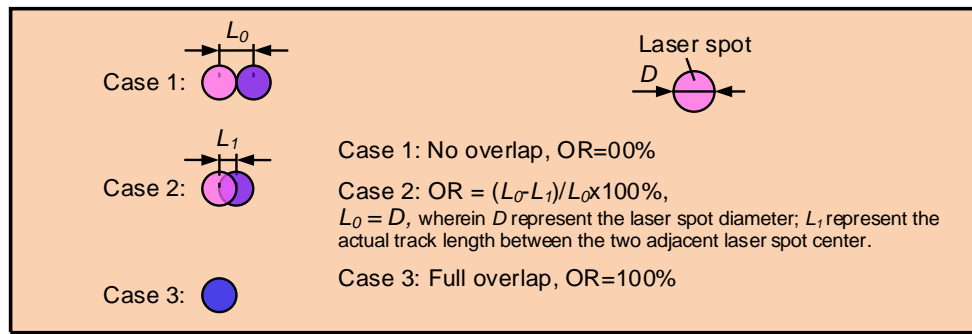 L0
Laser spot
Case 1:
D
L1
Case 1: No overlap, OR=00%
Case 2:
Case 2: OR = (L0-L1)/L0x100%,
L0 = D, wherein D represent the laser spot diameter; L1 represent the
actual track length between the two adjacent laser spot center.
Case 3: Full overlap, OR=100%
Case 3: